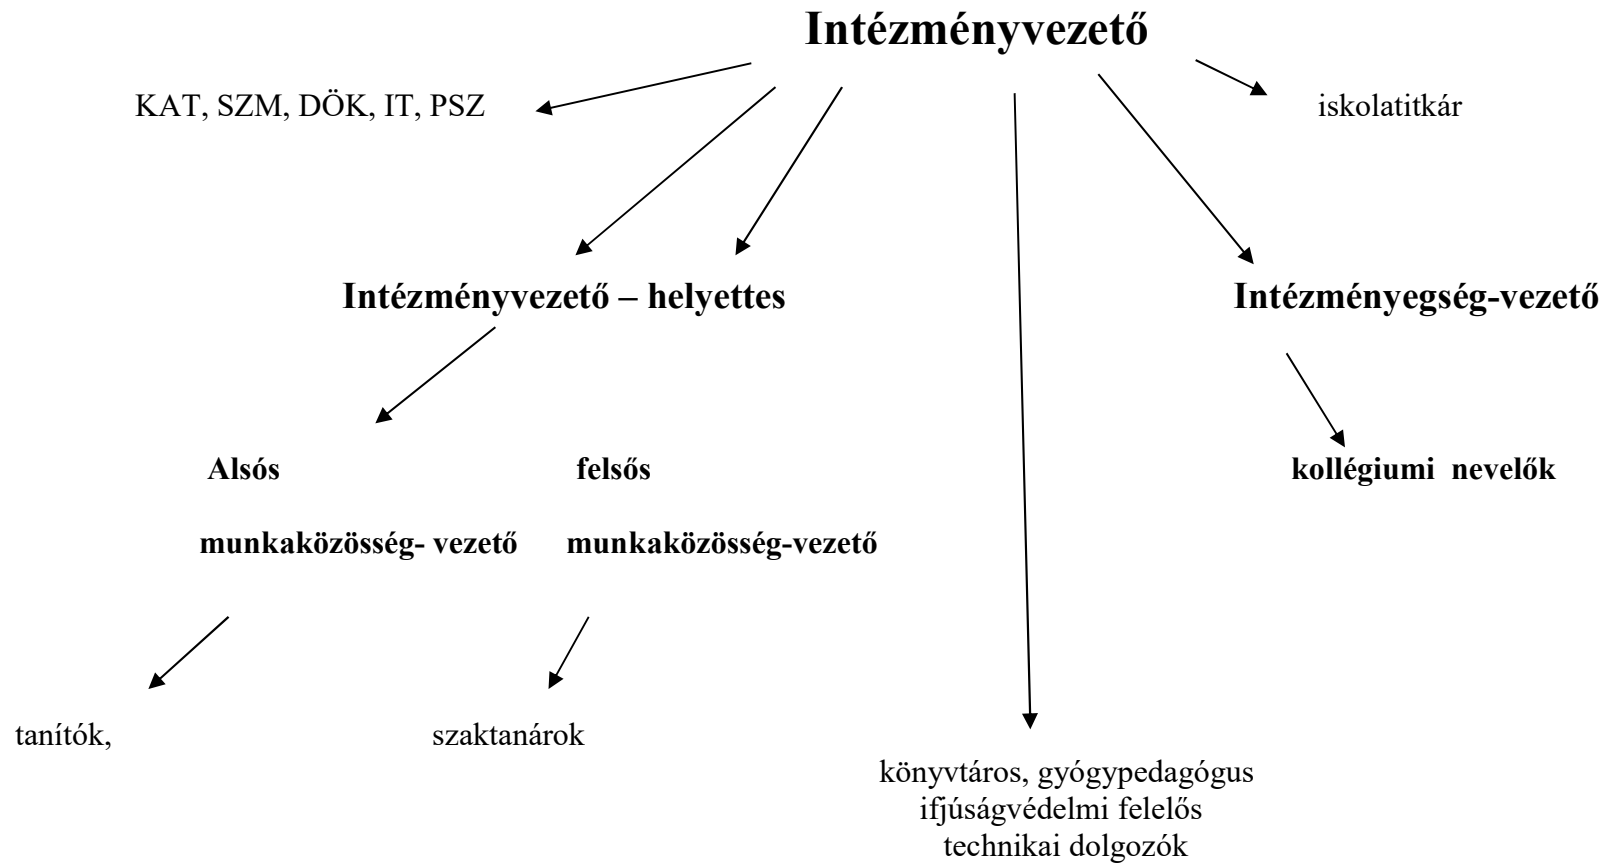 Intézményvezető
KAT, SZM, DÖK, IT, PSZ
iskolatitkár
Intézményvezető – helyettes
Intézményegség-vezető
Alsós
felsős
kollégiumi nevelők
munkaközösség- vezető
munkaközösség-vezető
tanítók,
szaktanárok
könyvtáros, gyógypedagógus
ifjúságvédelmi felelős
technikai dolgozók